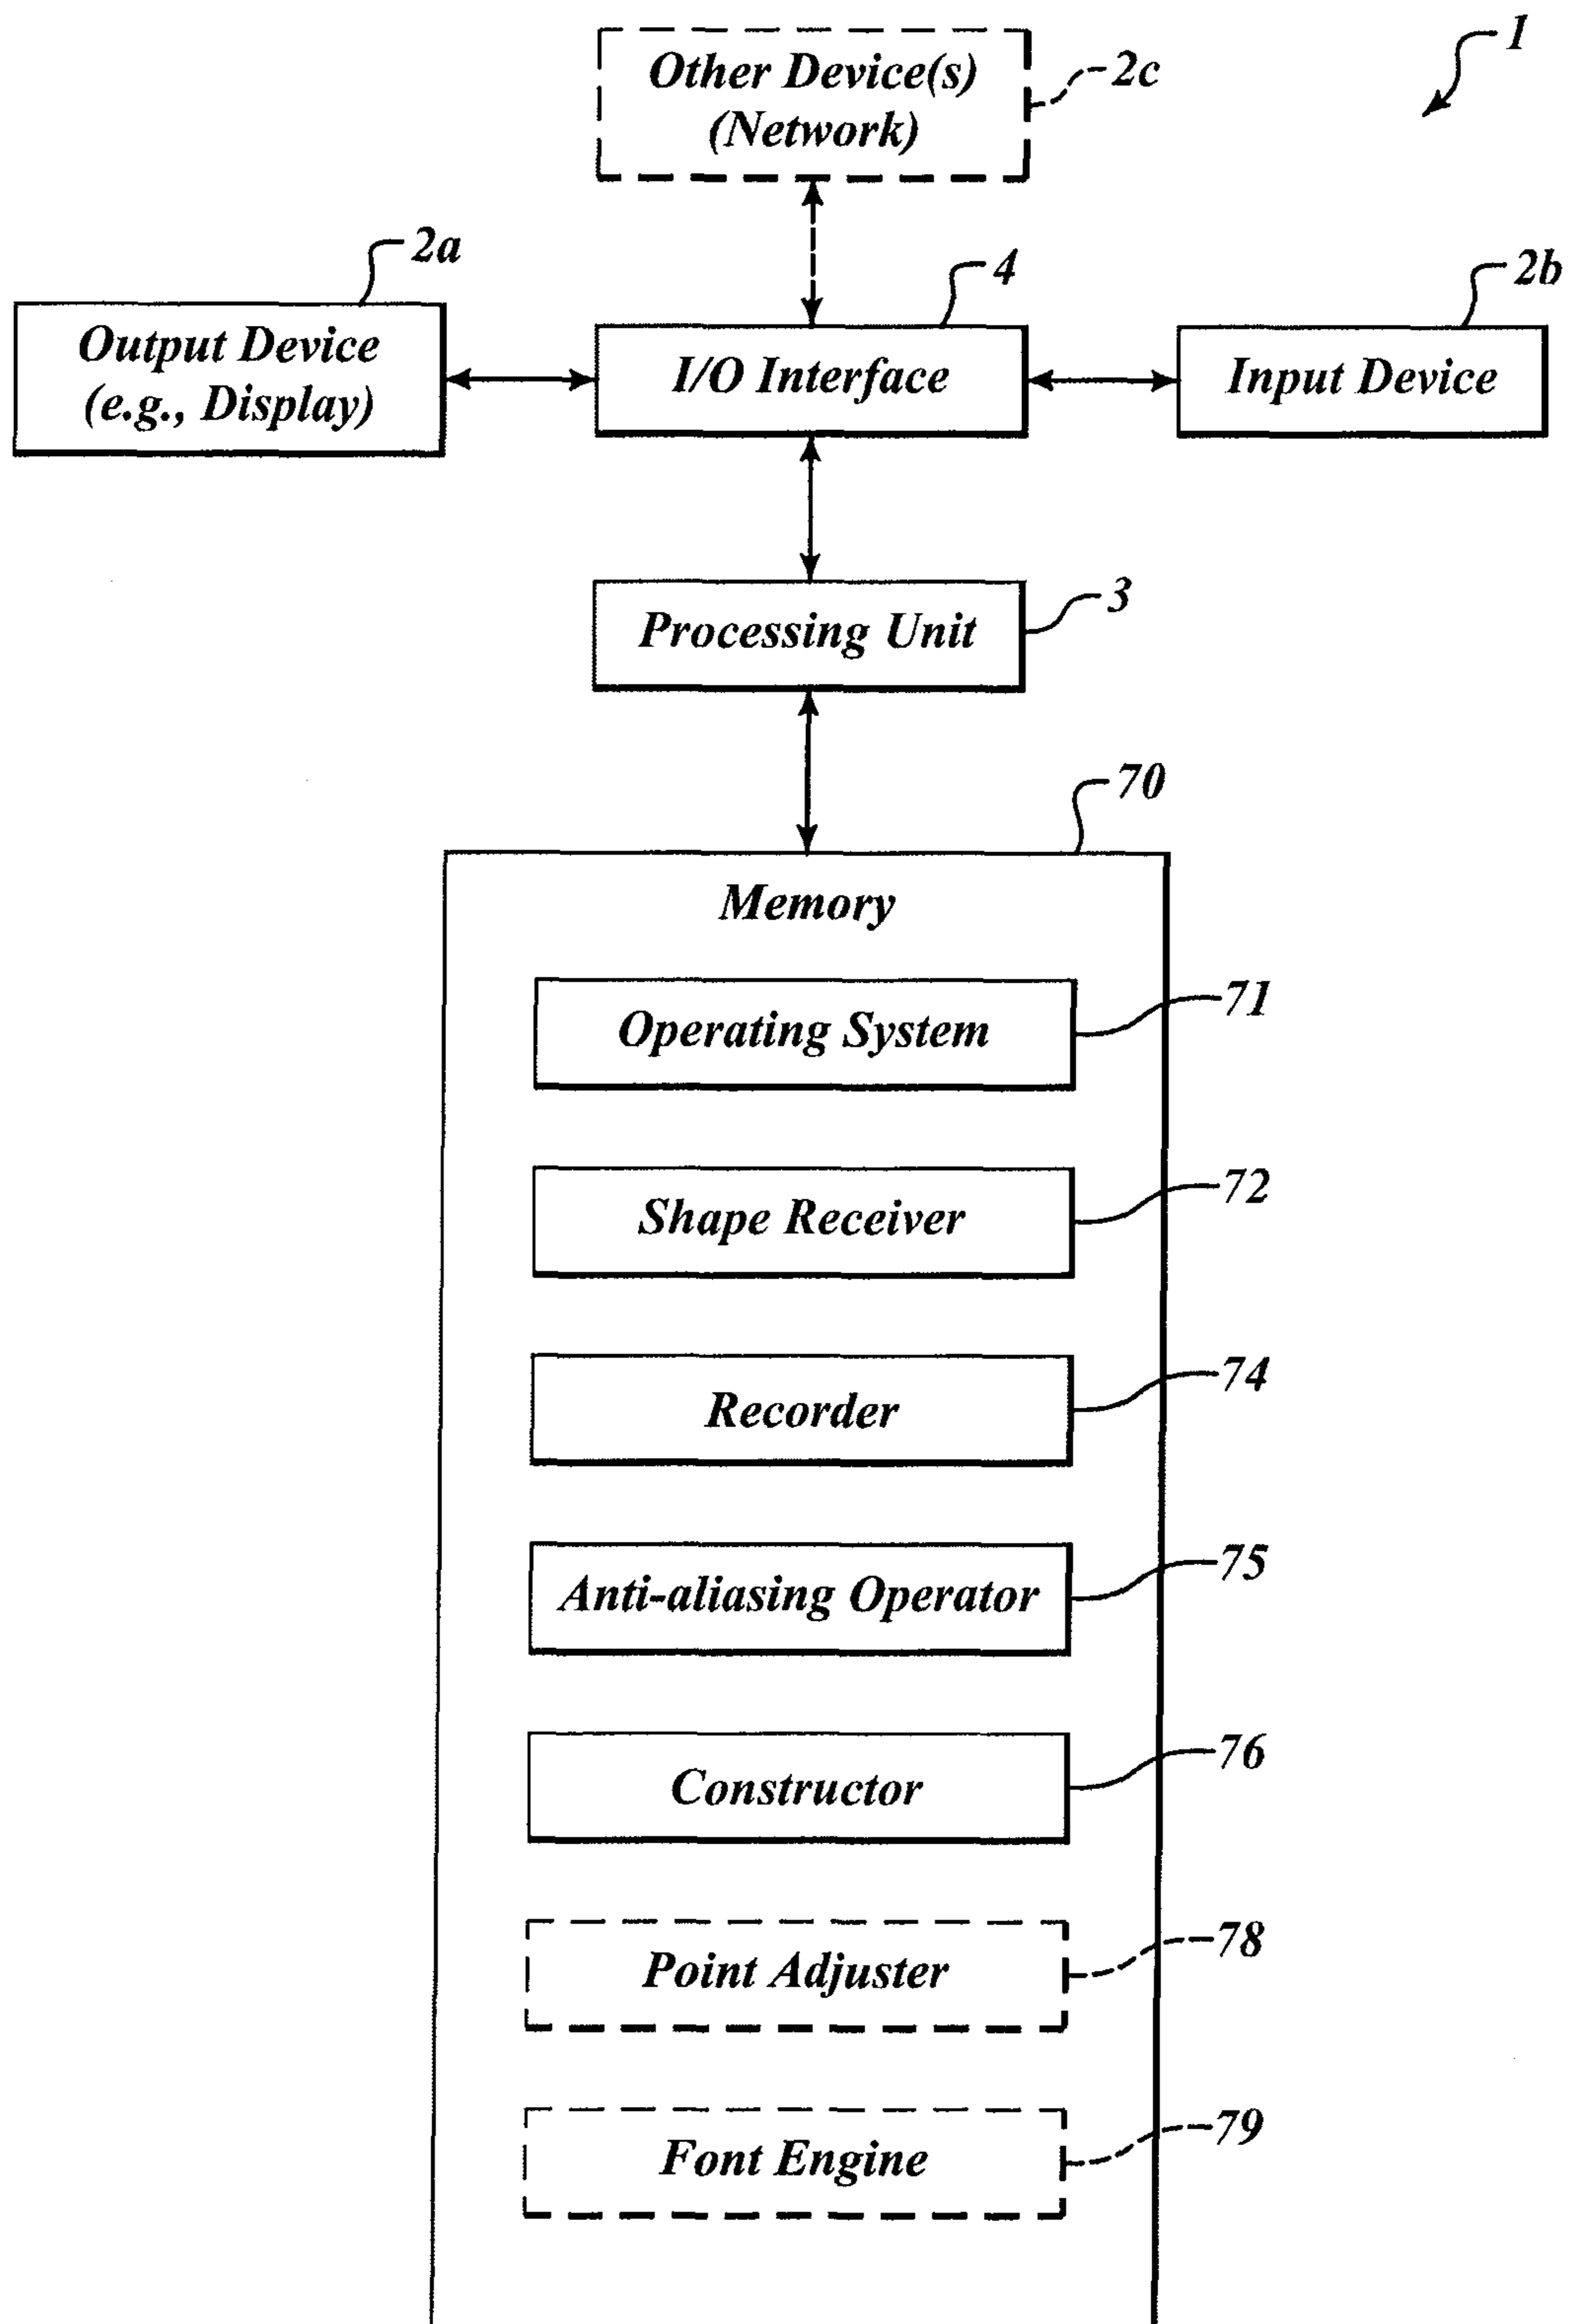 1
Other Device(s)
(Network)
2c
2a
4
2b
Output Device
(e.g., Display)
I/O Interface
Input Device
3
Processing Unit
70
Memory
71
Operating System
72
Shape Receiver
74
Recorder
75
Anti-aliasing Operator
76
Constructor
78
Point Adjuster
79
Font Engine